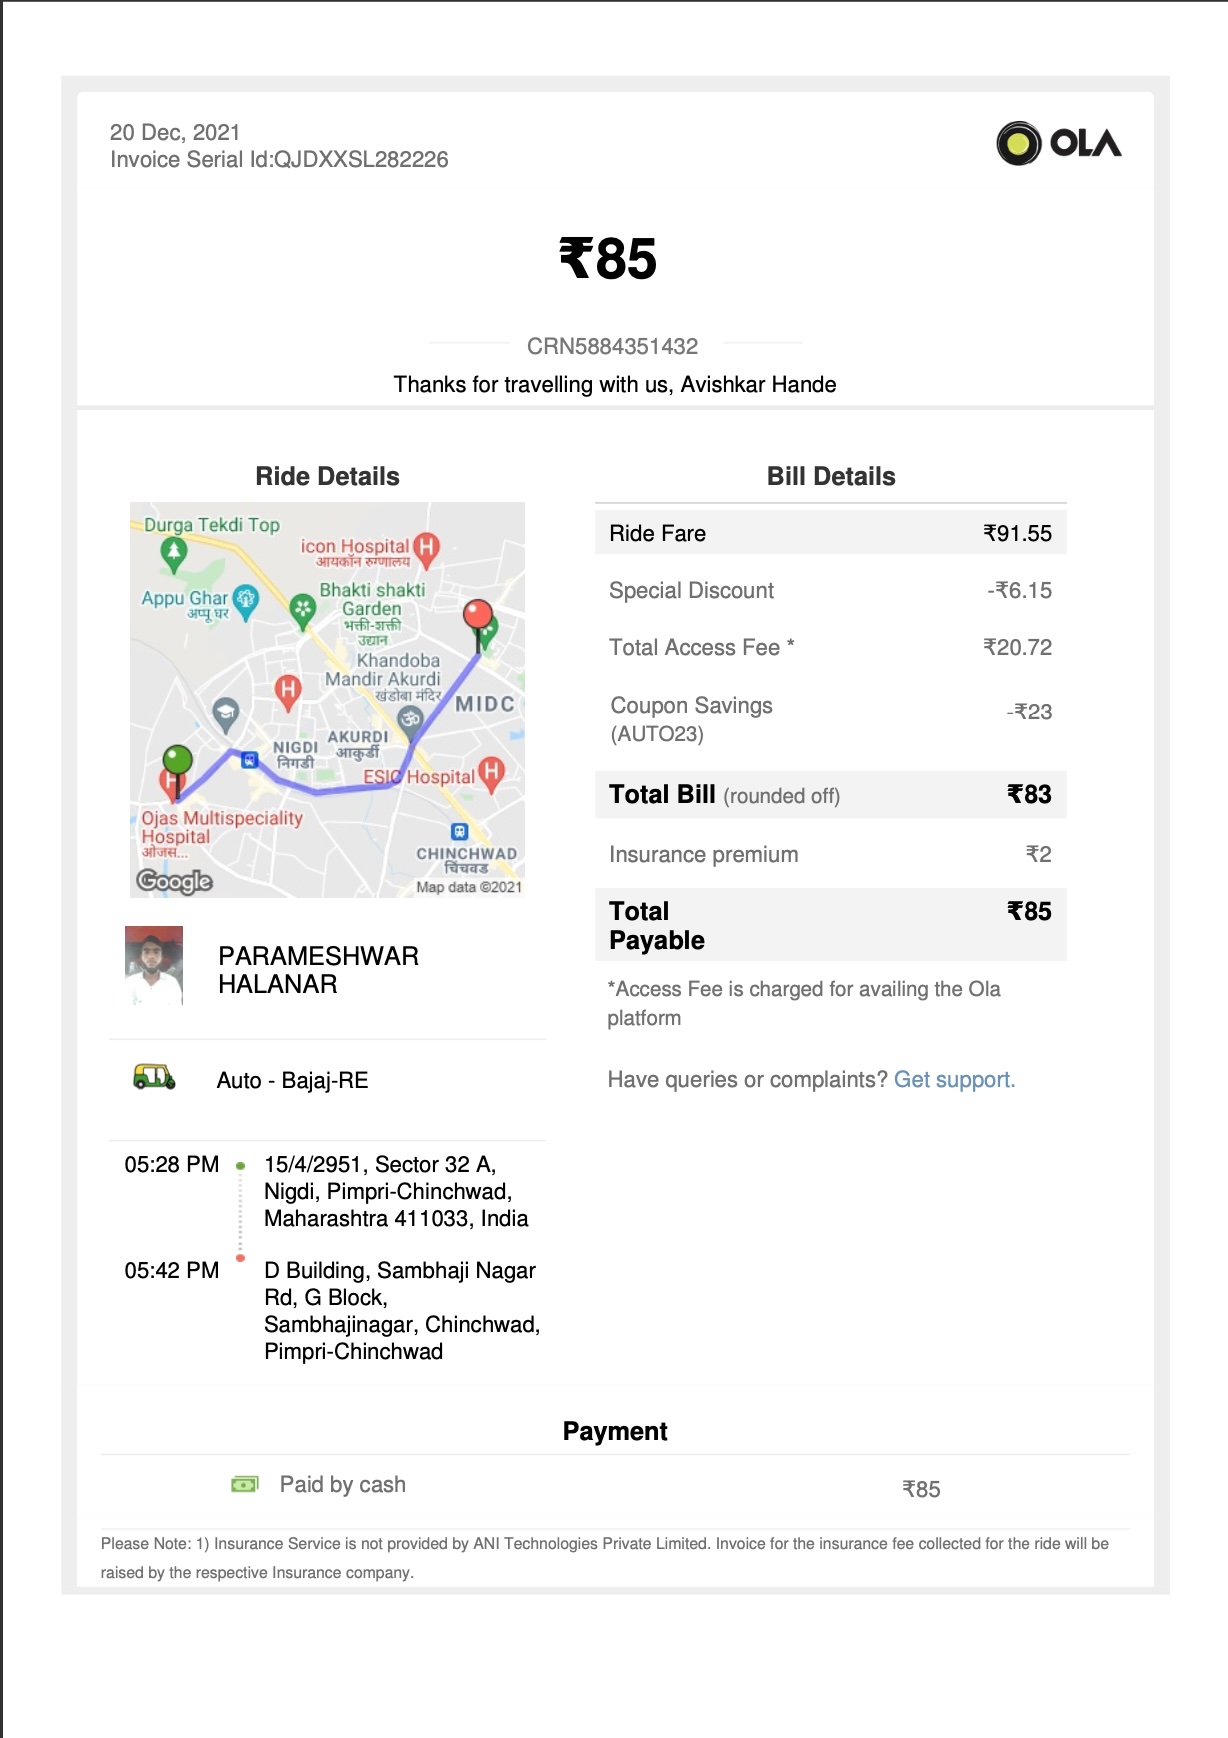 20 Dec, 2021
Invoice Serial Id:QJDXXSL282226
OLA
₹85
CRN5884351432
Thanks for travelling with us, Avishkar Hande
Ride Details
Durga Tekdi Top
icon Hospital
आयकॉन रुग्णालय
Appu Ghar
अप्पू घर
Bhakti shakti
Garden
भक्ती-शक्ती
उद्यान
Khandoba
Mandir Akurdi
खंडोबा मंदिर
MIDC
AKURDI
आकुर्डी
NIGDI
निगडी
ESIC Hospital
Ojas Multispeciality
Hospital
ओजस...
CHINCHWAD
चिंचवड
Google
Map data ©2021
PARAMESHWAR
HALANAR
Auto - Bajaj-RE
05:28 PM
15/4/2951, Sector 32 A,
Nigdi, Pimpri-Chinchwad,
Maharashtra 411033, India
05:42 PM
D Building, Sambhaji Nagar
Rd, G Block,
Sambhajinagar, Chinchwad,
Pimpri-Chinchwad
Bill Details
Ride Fare ₹91.55
Special Discount -₹6.15
Total Access Fee * ₹20.72
Coupon Savings
(AUTO23) -₹23
Total Bill (rounded off) ₹83
Insurance premium ₹2
Total
Payable ₹85
*Access Fee is charged for availing the Ola
platform
Have queries or complaints? Get support.
Payment
Paid by cash ₹85
Please Note: 1) Insurance Service is not provided by ANI Technologies Private Limited. Invoice for the insurance fee collected for the ride will be
raised by the respective Insurance company.